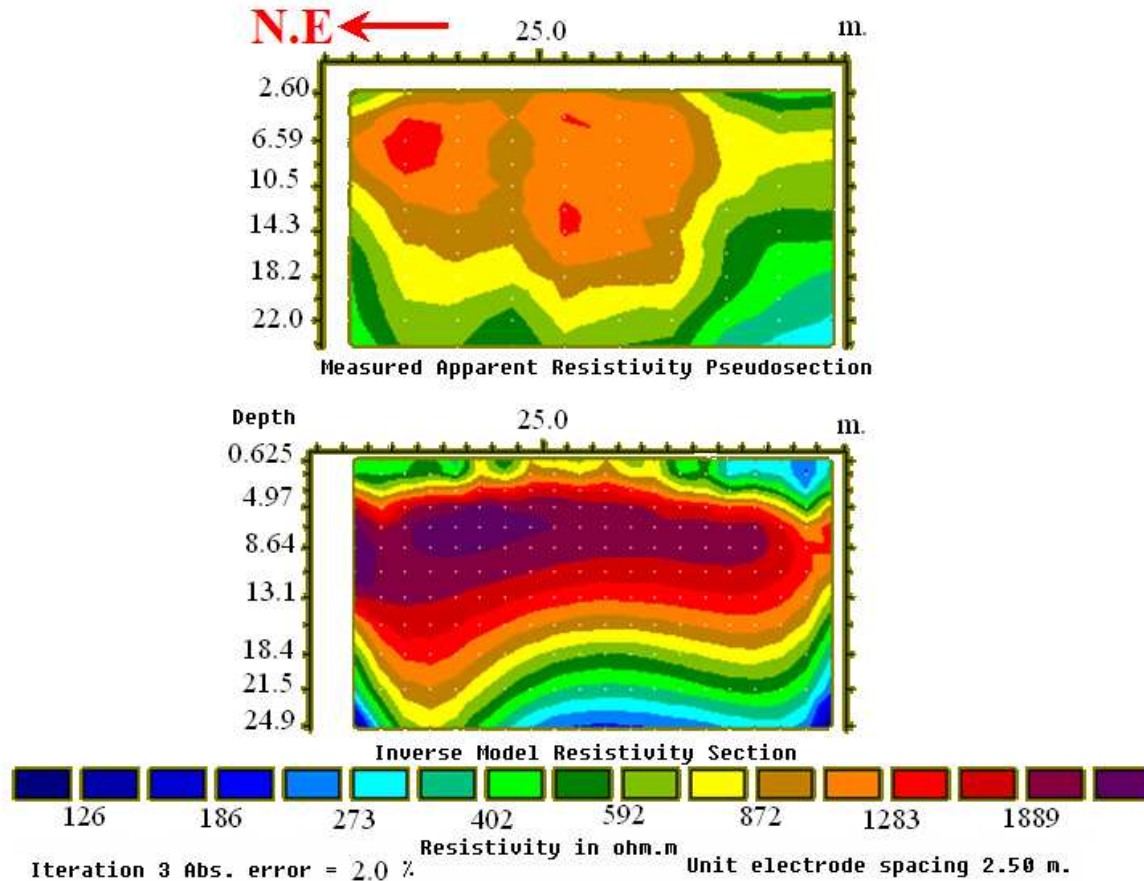 N.E 25.0 m.
2.60
6.59
10.5
14.3
18.2
22.0
Measured Apparent Resistivity Pseudosection
Depth 25.0 m.
0.625
4.97
8.64
13.1
18.4
21.5
24.9
Inverse Model Resistivity Section
126 186 273 402 592 872 1283 1889
Resistivity in ohm.m
Iteration 3 Abs. error = 2.0 % Unit electrode spacing 2.50 m.